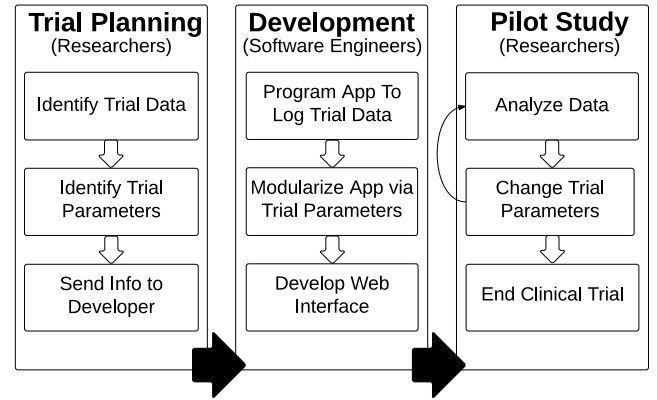 Trial Planning
(Researchers)
Identify Trial Data
Identify Trial
Parameters
Send Info to
Developer
Development
(Software Engineers)
Program App To
Log Trial Data
Modularize App via
Trial Parameters
Develop Web
Interface
Pilot Study
(Researchers)
Analyze Data
Change Trial
Parameters
End Clinical Trial